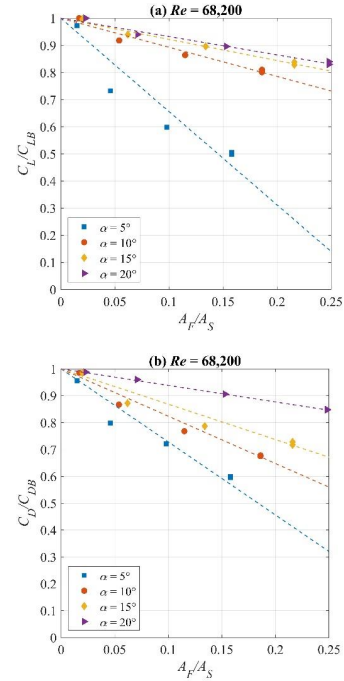 (a) Re = 68,200
1
0.9
0.8
0.7
0.6
0.5
0.4
0.3
0.2
0.1
0
C_L/C_LB
α = 5°
α = 10°
α = 15°
α = 20°
0 0.05 0.1 0.15 0.2 0.25
A_F/A_S
(b) Re = 68,200
1
0.9
0.8
0.7
0.6
0.5
0.4
0.3
0.2
0.1
0
C_D/C_DB
α = 5°
α = 10°
α = 15°
α = 20°
0 0.05 0.1 0.15 0.2 0.25
A_F/A_S